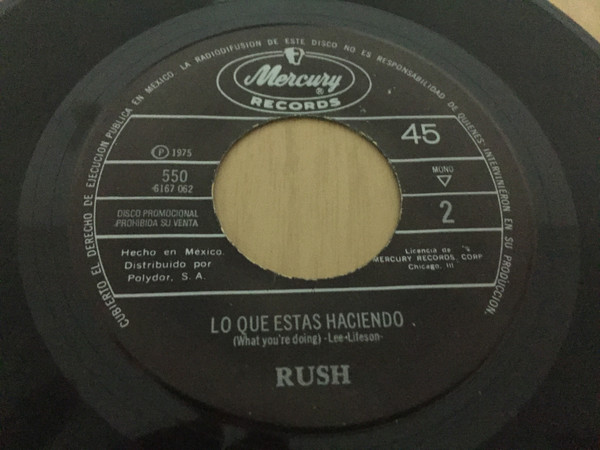 CUBIERTO EL DERECHO DE EJECUCION PUBLICA EN MEXICO. LA RADIODIFUSION DE ESTE DISCO NO ES RESPONSABILIDAD DE QUIENES INTERVINIERON EN SU PRODUCCION.
Mercury
®
RECORDS
45
Ⓟ 1975
550
6167 062
MONO
2
DISCO PROMOCIONAL
PROHIBIDA SU VENTA
Hecho en México.
Distribuido por
Polydor, S. A.
Licencia de
MERCURY RECORDS, CORP
Chicago, Ill
LO QUE ESTAS HACIENDO
(What you're doing) -Lee-Lifeson-
RUSH